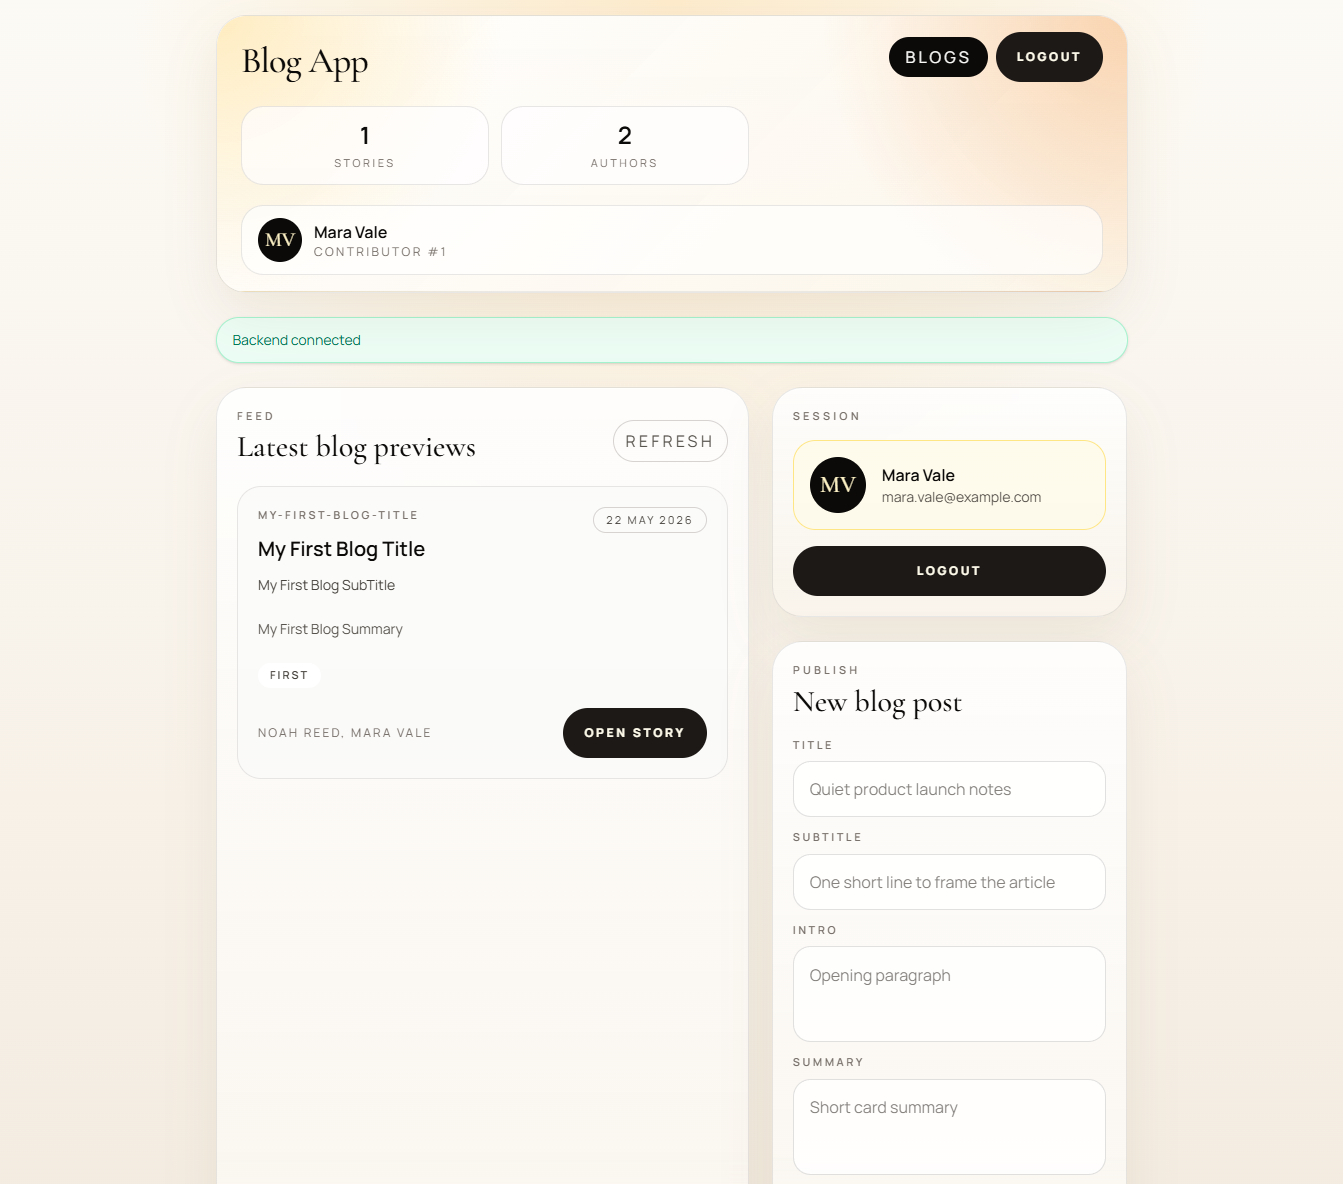 Blog App
BLOGS
LOGOUT
1
STORIES
2
AUTHORS
MV
Mara Vale
CONTRIBUTOR #1
Backend connected
FEED
Latest blog previews
REFRESH
MY-FIRST-BLOG-TITLE
22 MAY 2026
My First Blog Title
My First Blog SubTitle
My First Blog Summary
FIRST
NOAH REED, MARA VALE
OPEN STORY
SESSION
MV
Mara Vale
mara.vale@example.com
LOGOUT
PUBLISH
New blog post
TITLE
Quiet product launch notes
SUBTITLE
One short line to frame the article
INTRO
Opening paragraph
SUMMARY
Short card summary